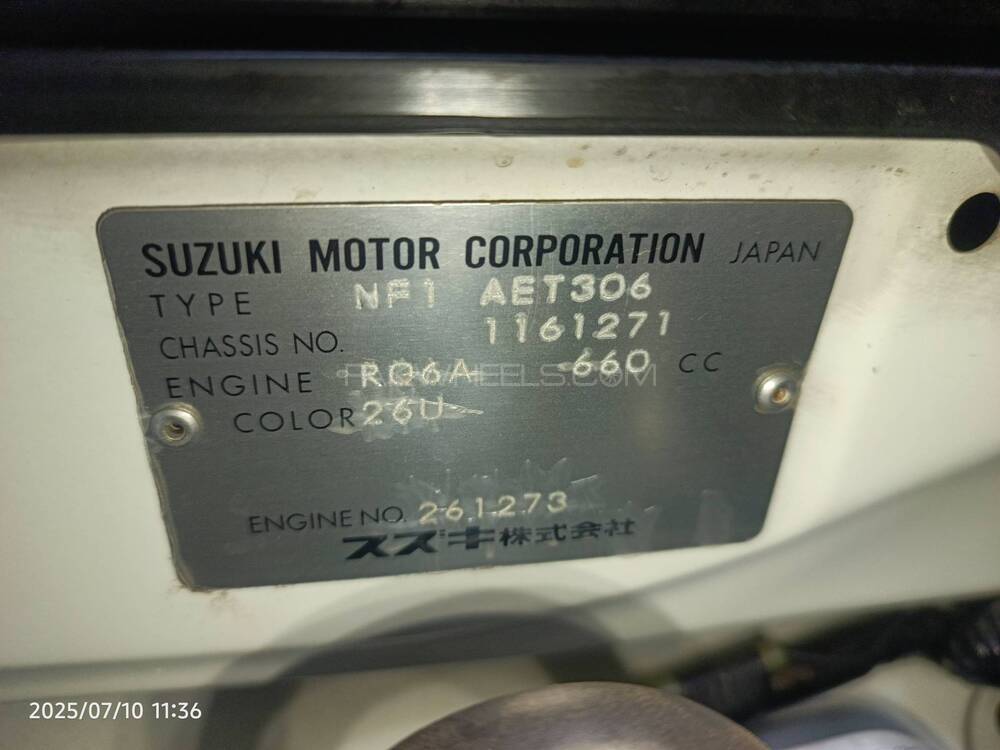 SUZUKI MOTOR CORPORATION JAPAN
TYPE NF1 AET306
CHASSIS NO. 1161271
ENGINE R06A 660 CC
COLOR 26U
ENGINE NO. 261273
スズキ株式会社
2025/07/10 11:36